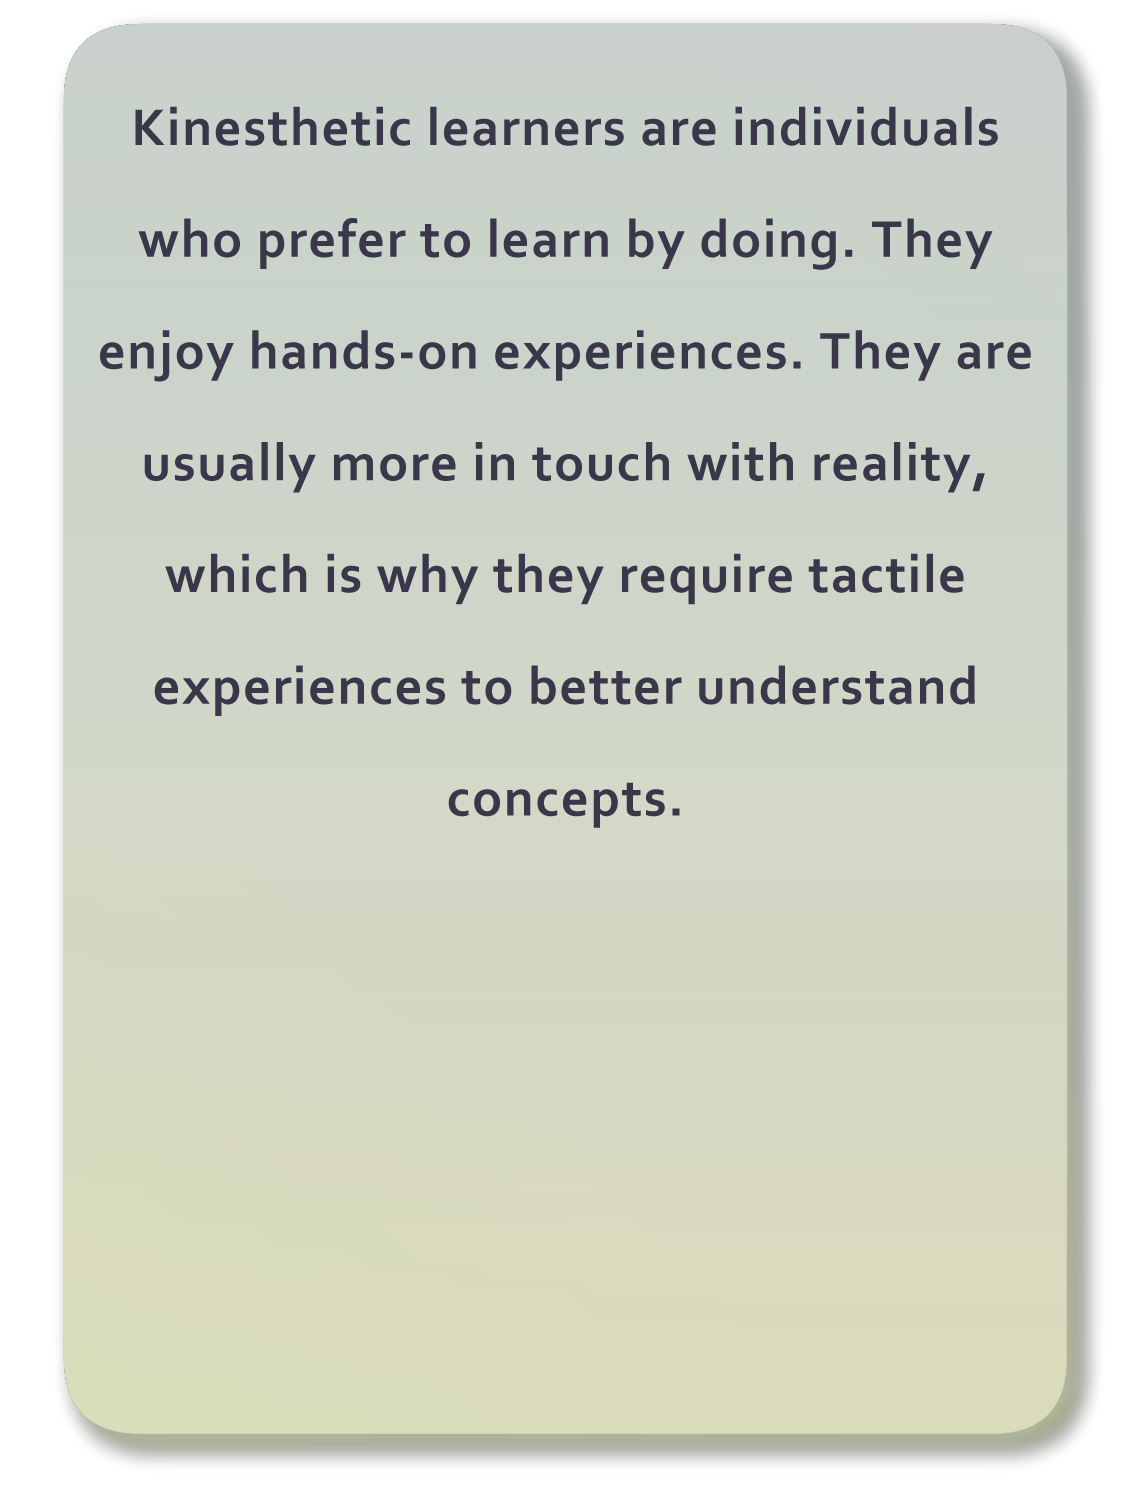 Kinesthetic learners are individuals
who prefer to learn by doing. They
enjoy hands-on experiences. They are
usually more in touch with reality,
which is why they require tactile
experiences to better understand
concepts.